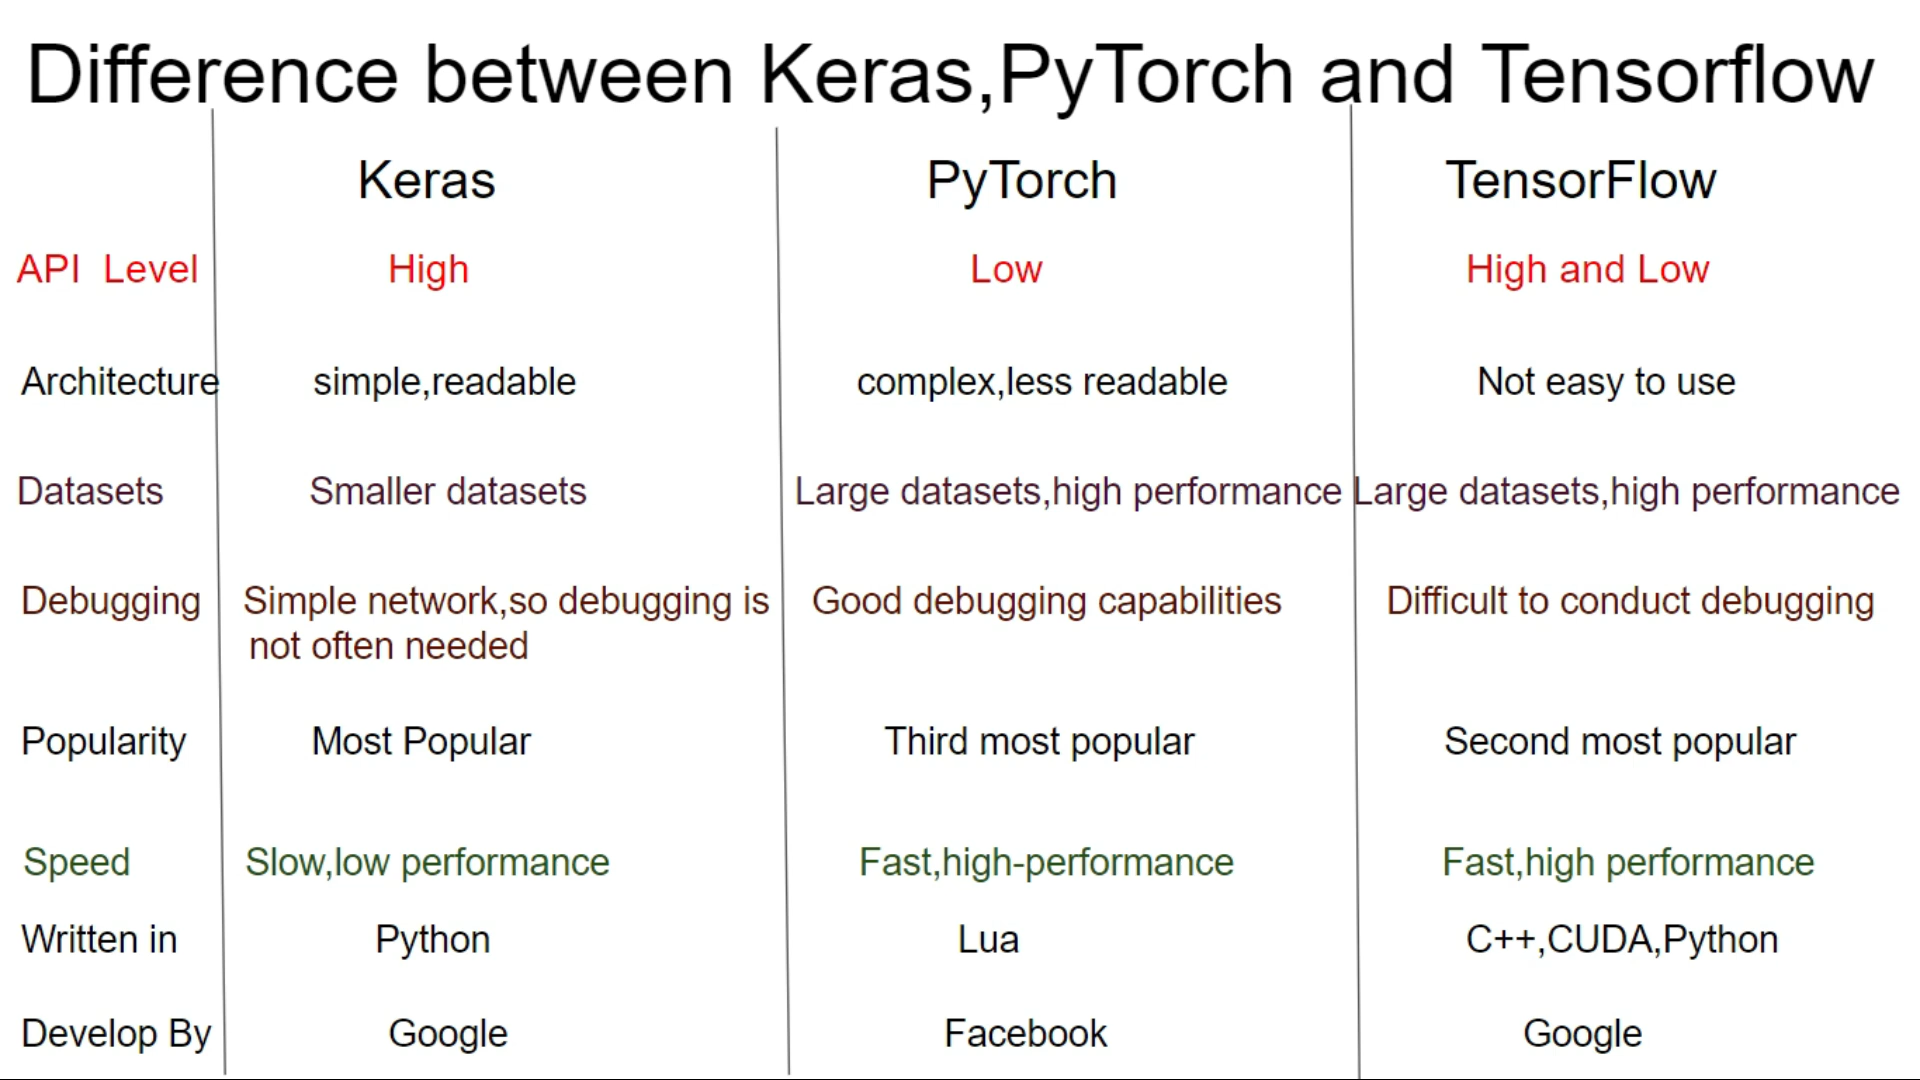 Difference between Keras,PyTorch and Tensorflow
Keras PyTorch TensorFlow
API Level High Low High and Low
Architecture simple,readable complex,less readable Not easy to use
Datasets Smaller datasets Large datasets,high performance Large datasets,high performance
Debugging Simple network,so debugging is Good debugging capabilities Difficult to conduct debugging
not often needed
Popularity Most Popular Third most popular Second most popular
Speed Slow,low performance Fast,high-performance Fast,high performance
Written in Python Lua C++,CUDA,Python
Develop By Google Facebook Google